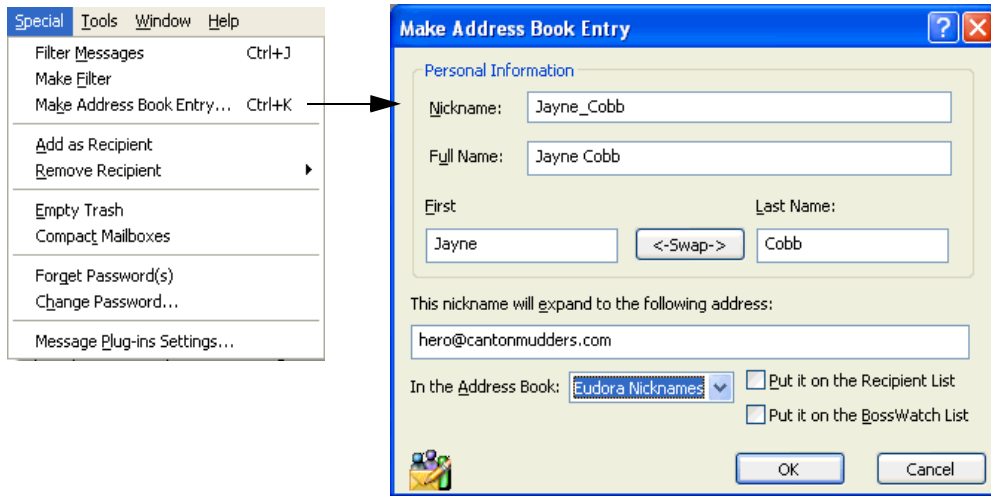 Special Tools Window Help
Filter Messages Ctrl+J
Make Filter
Make Address Book Entry... Ctrl+K
Add as Recipient
Remove Recipient
Empty Trash
Compact Mailboxes
Forget Password(s)
Change Password...
Message Plug-ins Settings...
Make Address Book Entry
Personal Information
Nickname: Jayne_Cobb
Full Name: Jayne Cobb
First Last Name:
Jayne <-Swap-> Cobb
This nickname will expand to the following address:
hero@cantonmudders.com
In the Address Book: Eudora Nicknames Put it on the Recipient List
Put it on the BossWatch List
OK Cancel